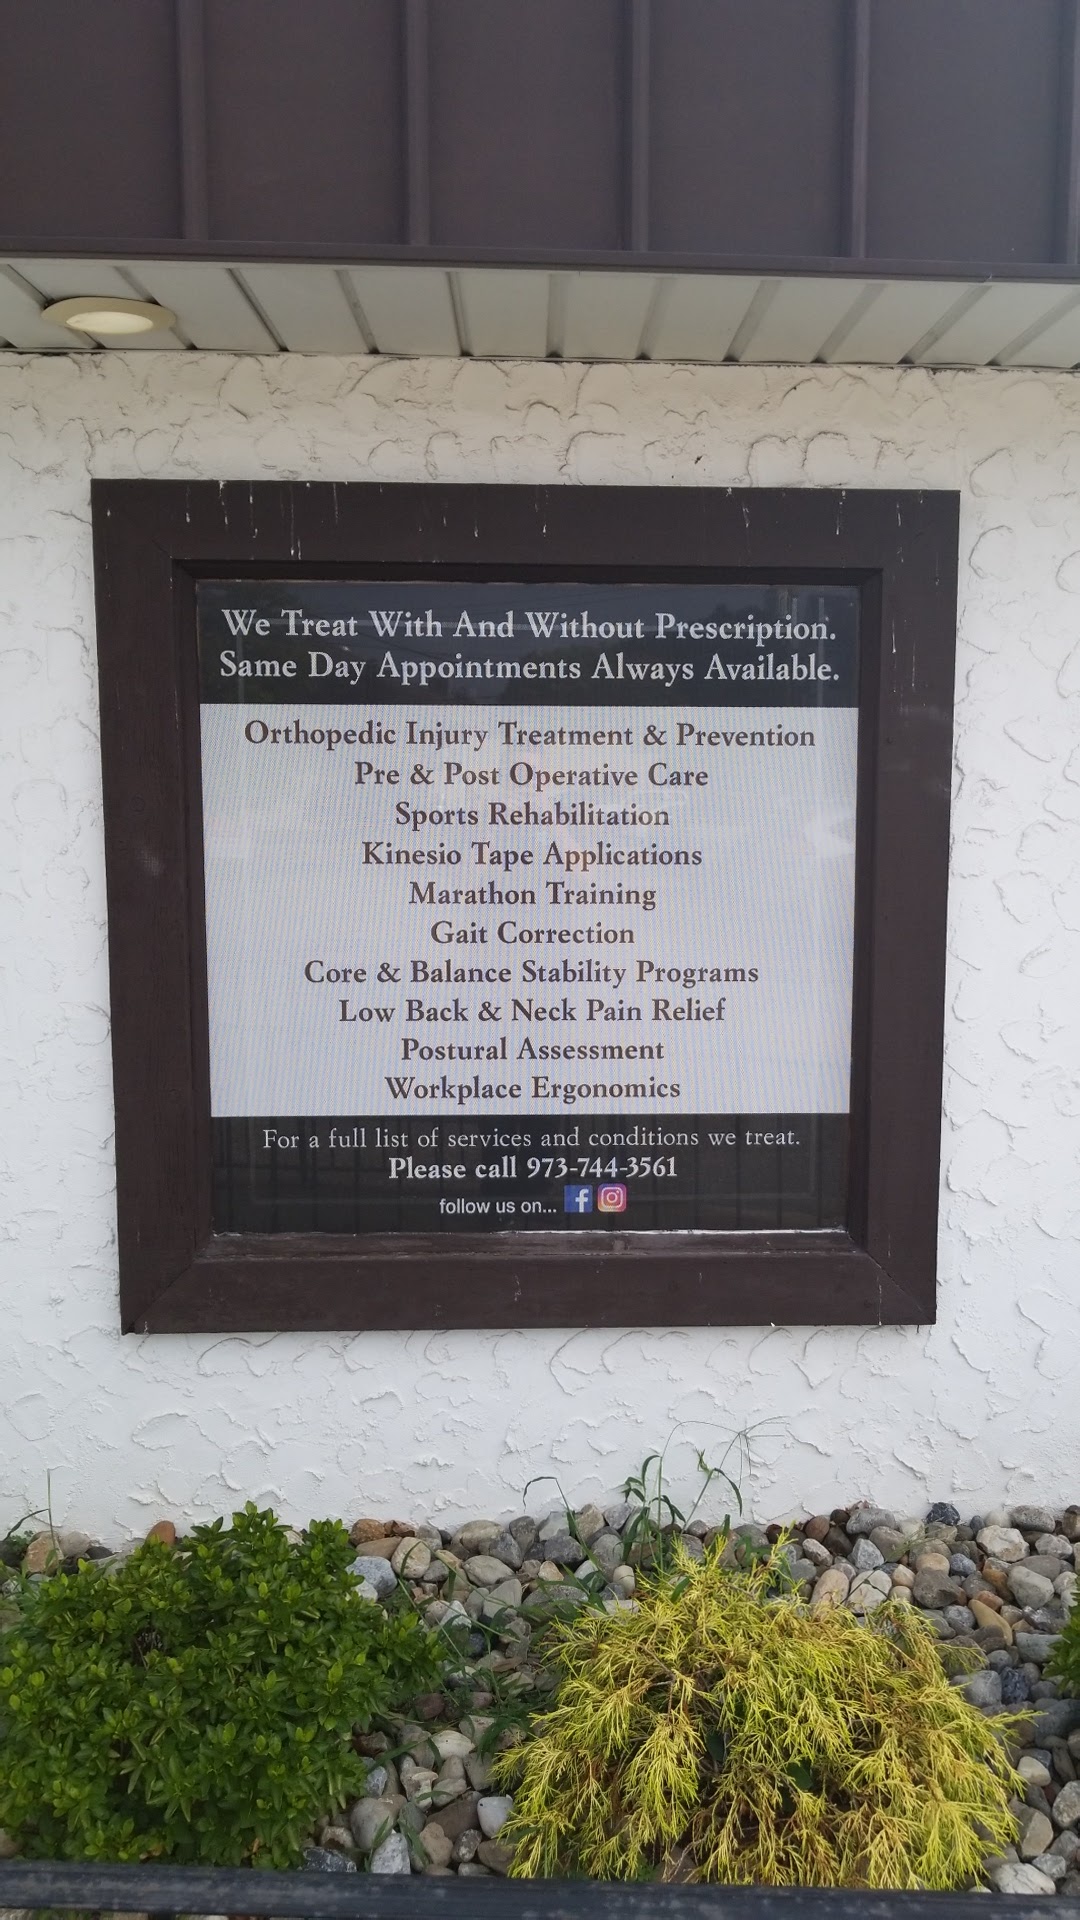 We Treat With And Without Prescription.
Same Day Appointments Always Available.
Orthopedic Injury Treatment & Prevention
Pre & Post Operative Care
Sports Rehabilitation
Kinesio Tape Applications
Marathon Training
Gait Correction
Core & Balance Stability Programs
Low Back & Neck Pain Relief
Postural Assessment
Workplace Ergonomics
For a full list of services and conditions we treat.
Please call 973-744-3561
follow us on...